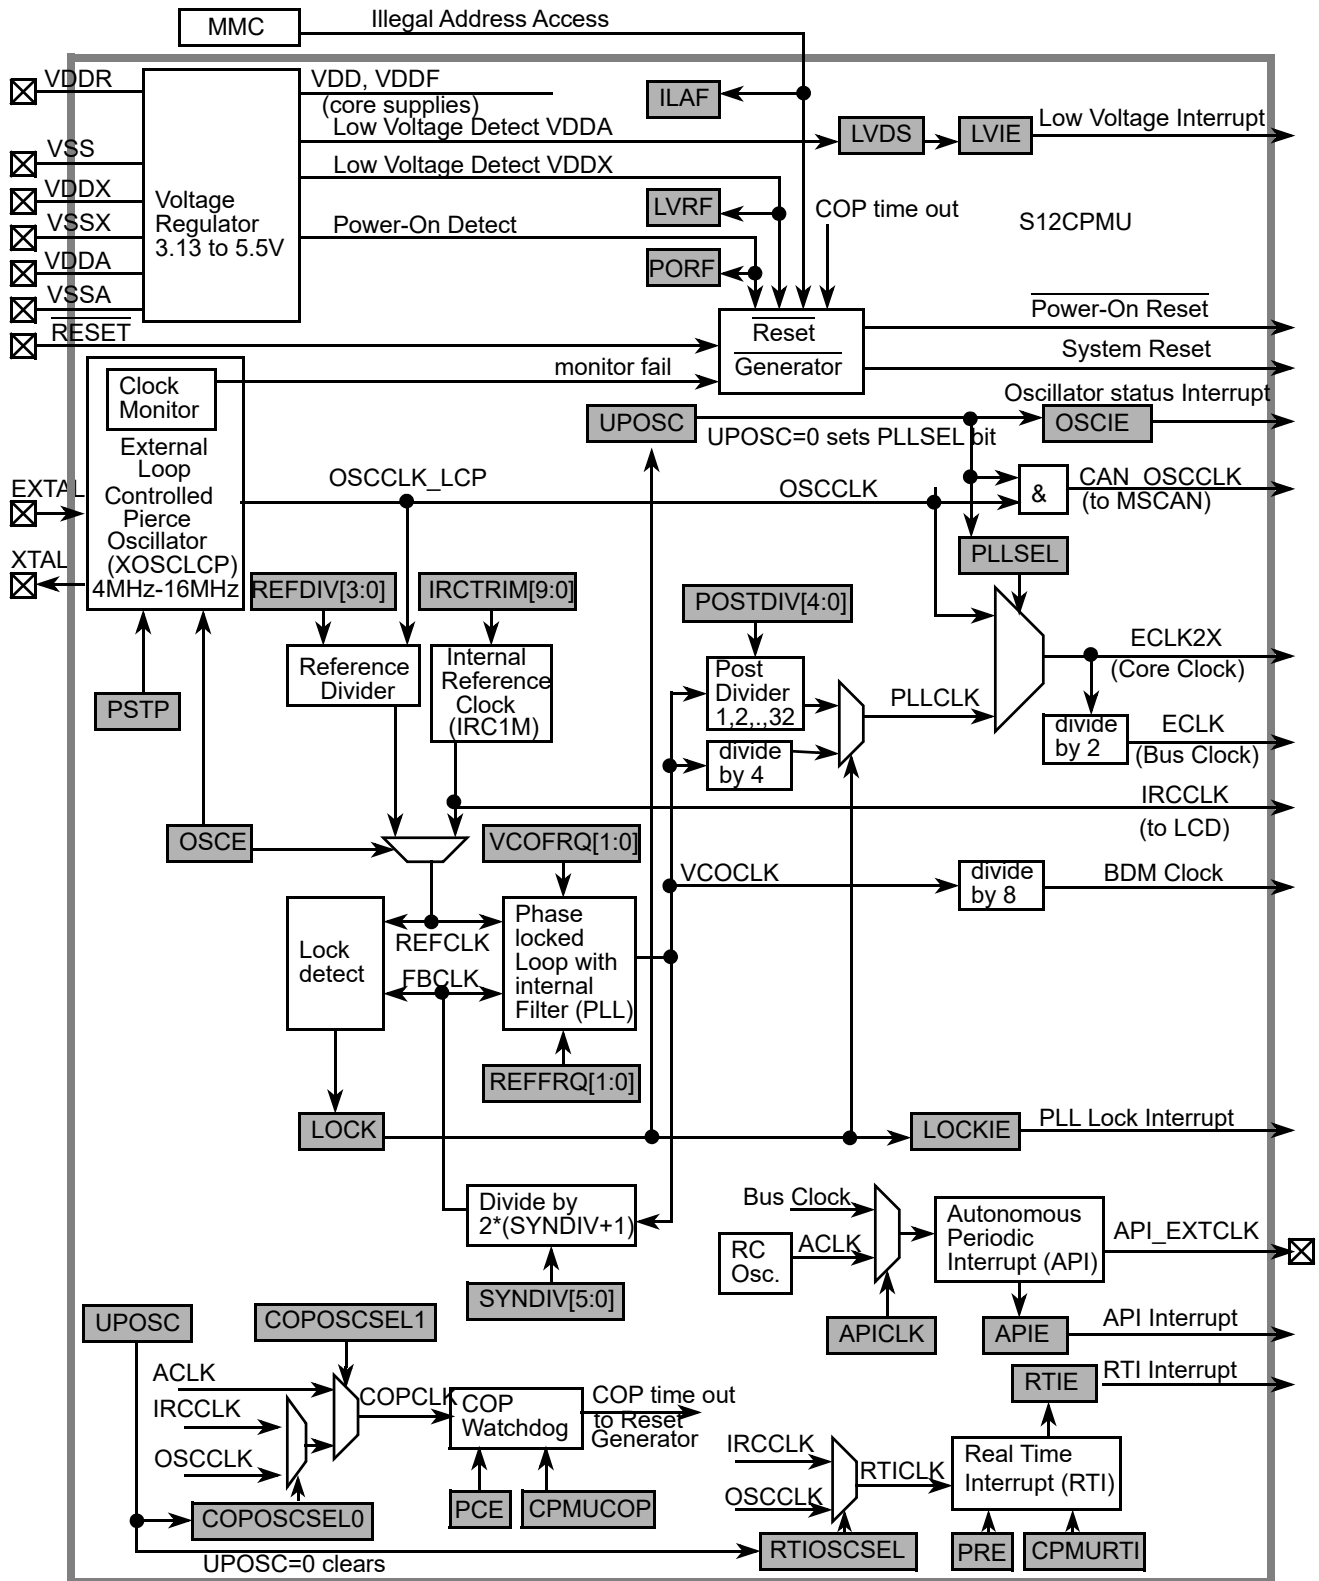 MMC
Illegal Address Access
VDDR
VDD, VDDF
(core supplies)
ILAF
Low Voltage Detect VDDA
LVDS
LVIE
Low Voltage Interrupt
VSS
Low Voltage Detect VDDX
VDDX
Voltage
Regulator
3.13 to 5.5V
LVRF
COP time out
S12CPMU
VSSX
Power-On Detect
VDDA
PORF
VSSA
RESET
Reset
Generator
Power-On Reset
System Reset
monitor fail
Clock
Monitor
Oscillator status Interrupt
UPOSC
OSCIE
UPOSC=0 sets PLLSEL bit
External
Loop
Controlled
Pierce
Oscillator
(XOSCLCP)
4MHz-16MHz
EXTAL
XTAL
OSCCLK_LCP
OSCCLK
&
CAN_OSCCLK
(to MSCAN)
PLLSEL
REFDIV[3:0]
IRCTRIM[9:0]
POSTDIV[4:0]
Reference
Divider
Internal
Reference
Clock
(IRC1M)
Post
Divider
1,2,.,32
PLLCLK
ECLK2X
(Core Clock)
PSTP
divide
by 4
divide
by 2
ECLK
(Bus Clock)
IRCCLK
(to LCD)
OSCE
VCOFRQ[1:0]
VCOCLK
divide
by 8
BDM Clock
Lock
detect
REFCLK
FBCLK
Phase
locked
Loop with
internal
Filter (PLL)
REFFRQ[1:0]
LOCK
LOCKIE
PLL Lock Interrupt
Divide by
2*(SYNDIV+1)
Bus Clock
RC
Osc.
ACLK
Autonomous
Periodic
Interrupt (API)
API_EXTCLK
SYNDIV[5:0]
APICLK
APIE
API Interrupt
UPOSC
COPOSCSEL1
ACLK
IRCCLK
OSCCLK
COPCLK
COP
Watchdog
COP time out
to Reset
Generator
RTIE
RTI Interrupt
IRCCLK
OSCCLK
RTICLK
Real Time
Interrupt (RTI)
COPOSCSEL0
PCE
CPMUCOP
UPOSC=0 clears
RTIOSCSEL
PRE
CPMURTI